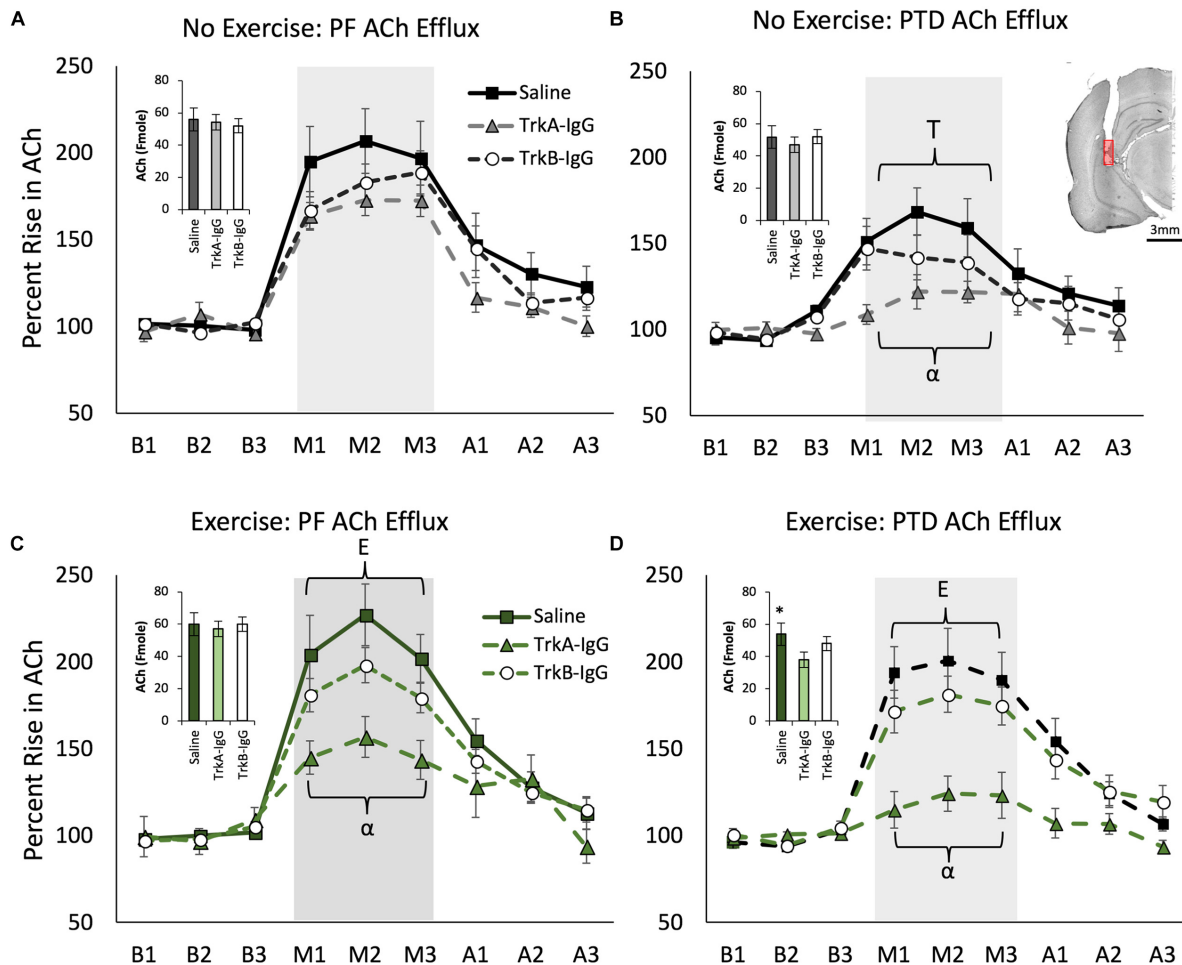 A
No Exercise: PF ACh Efflux
Percent Rise in ACh
250
200
150
100
50
ACh (Fmole)
80
60
40
20
0
Saline
TrkA-IgG
TrkB-IgG
Saline
TrkA-IgG
TrkB-IgG
B1 B2 B3 M1 M2 M3 A1 A2 A3
B
No Exercise: PTD ACh Efflux
250
200
150
100
50
ACh (Fmole)
80
60
40
20
0
Saline
TrkA-IgG
TrkB-IgG
T
α
3mm
B1 B2 B3 M1 M2 M3 A1 A2 A3
C
Exercise: PF ACh Efflux
Percent Rise in ACh
250
200
150
100
50
ACh (Fmole)
80
60
40
20
0
Saline
TrkA-IgG
TrkB-IgG
E
α
Saline
TrkA-IgG
TrkB-IgG
B1 B2 B3 M1 M2 M3 A1 A2 A3
D
Exercise: PTD ACh Efflux
250
200
150
100
50
ACh (Fmole)
80
60
40
20
0
*
Saline
TrkA-IgG
TrkB-IgG
E
α
B1 B2 B3 M1 M2 M3 A1 A2 A3